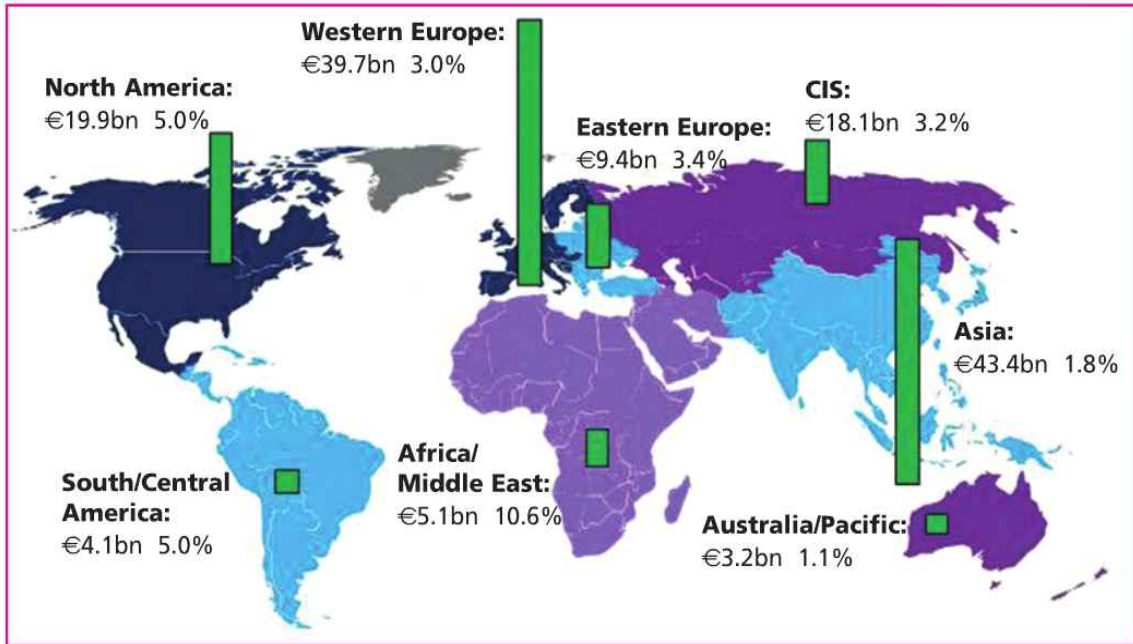 Western Europe:
€39.7bn 3.0%
North America:
€19.9bn 5.0%
CIS:
€18.1bn 3.2%
Eastern Europe:
€9.4bn 3.4%
Asia:
€43.4bn 1.8%
Africa/
Middle East:
€5.1bn 10.6%
South/Central
America:
€4.1bn 5.0%
Australia/Pacific:
€3.2bn 1.1%